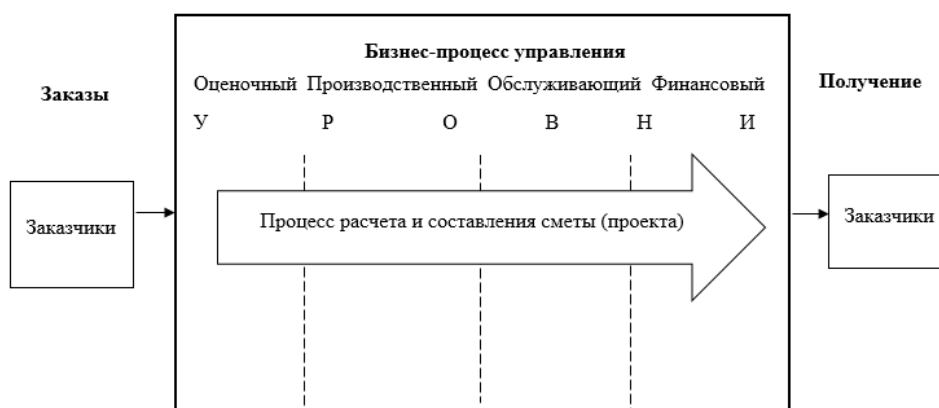 Бизнес-процесс управления
Заказы
Оценочный Производственный Обслуживающий Финансовый
Получение
У Р О В Н И
Заказчики
Процесс расчета и составления сметы (проекта)
Заказчики